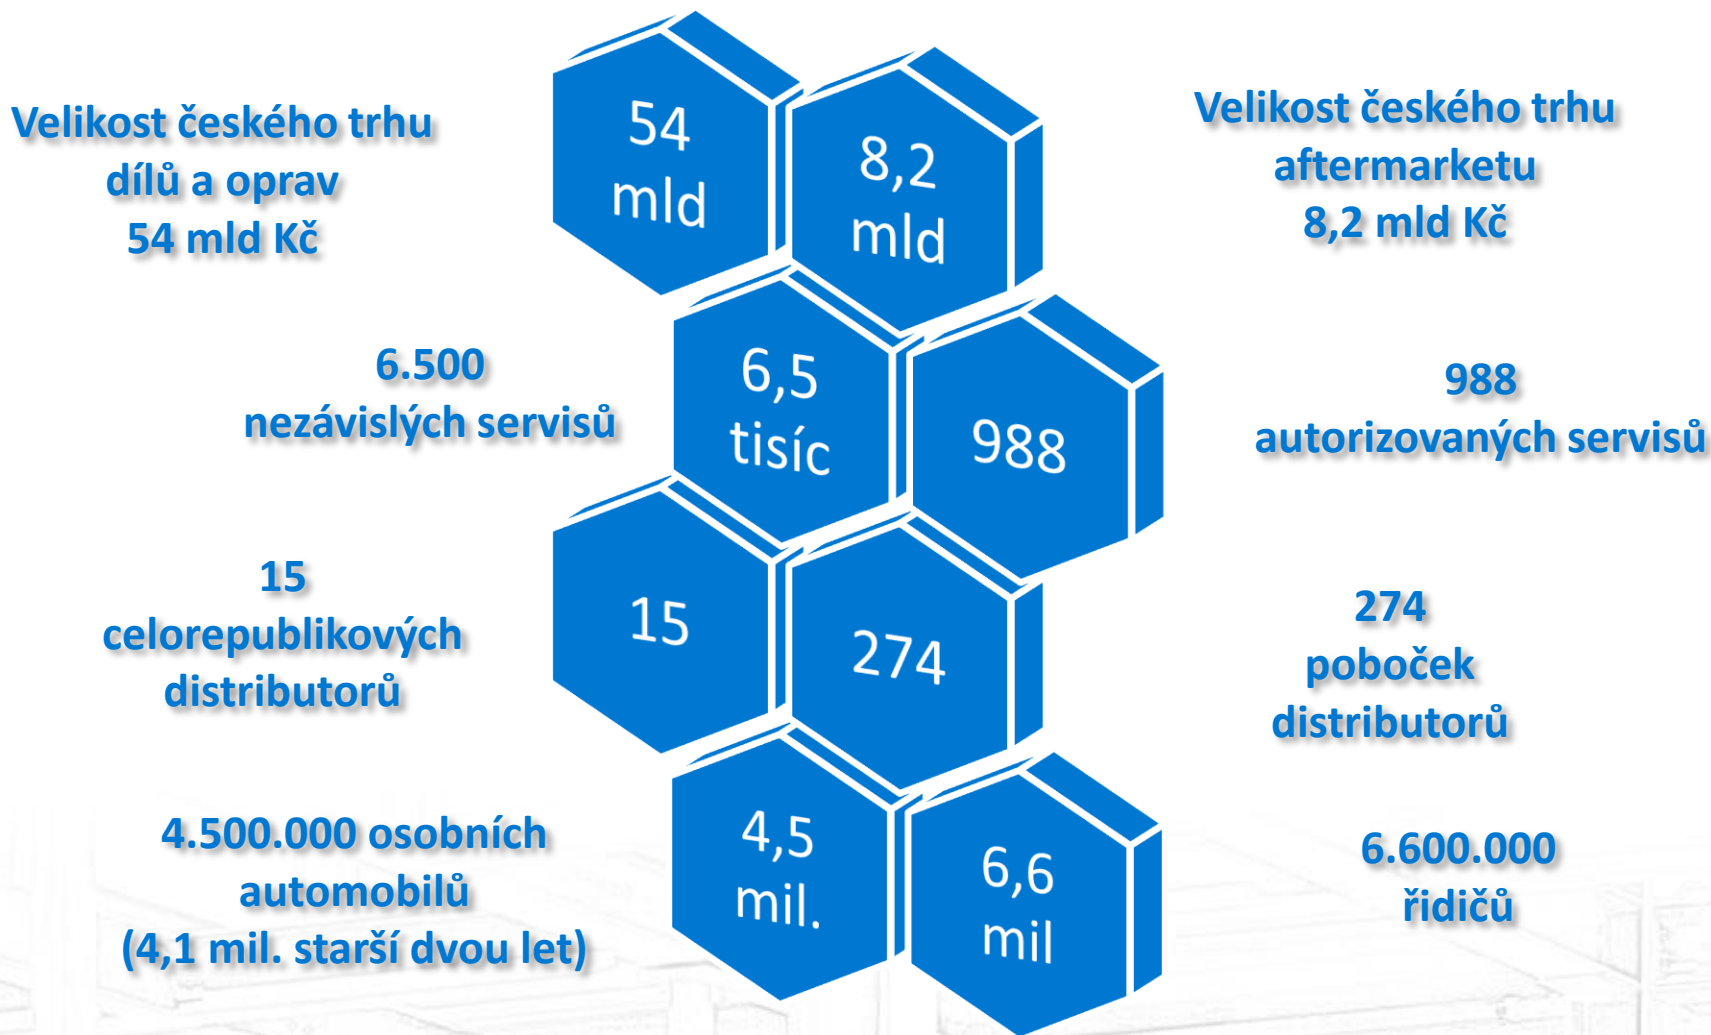 Velikost českého trhu
dílů a oprav
54 mld Kč
54
mld
8,2
mld
Velikost českého trhu
aftermarketu
8,2 mld Kč
6.500
nezávislých servisů
6,5
tisíc
988
988
autorizovaných servisů
15
celorepublikových
distributorů
15
274
274
poboček
distributorů
4.500.000 osobních
automobilů
(4,1 mil. starší dvou let)
4,5
mil.
6,6
mil
6.600.000
řidičů